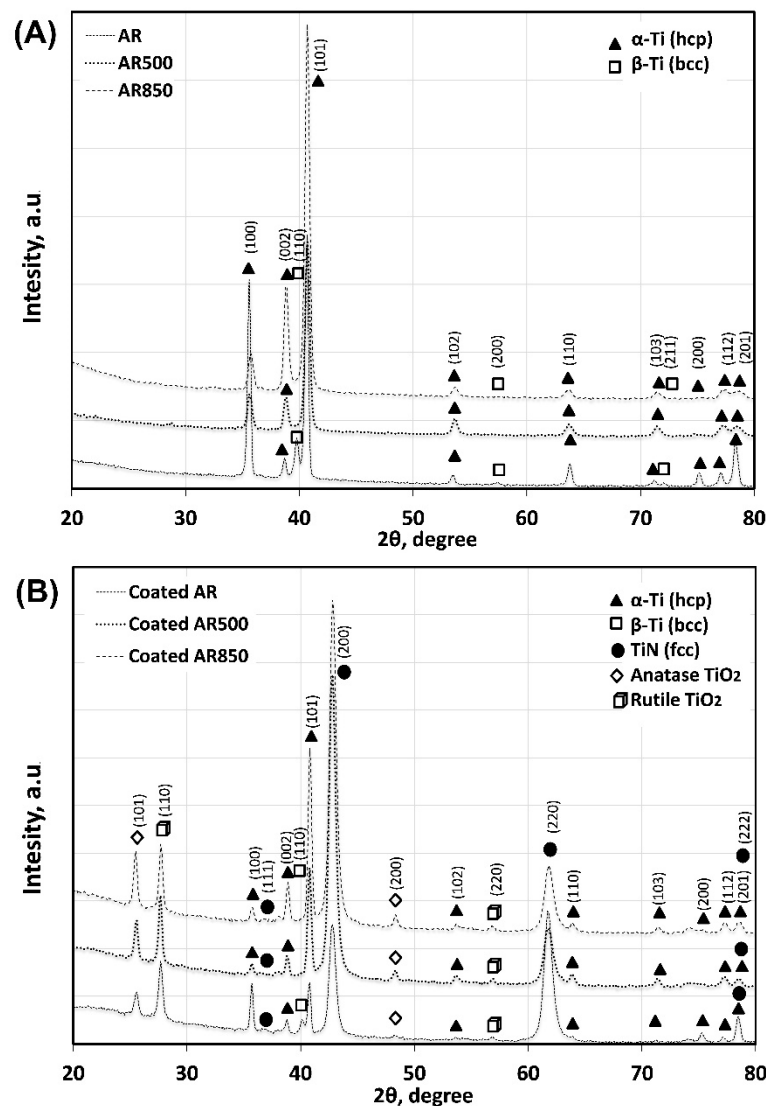 (A)
AR
AR500
AR850
(101)
α-Ti (hcp)
β-Ti (bcc)
Intesity, a.u.
(100)
(002)
(110)
(102)
(200)
(110)
(103)
(211)
(200)
(112)
(201)
20 30 40 50 60 70 80
2θ, degree
(B)
Coated AR
Coated AR500
Coated AR850
α-Ti (hcp)
β-Ti (bcc)
TiN (fcc)
Anatase TiO2
Rutile TiO2
Intesity, a.u.
(200)
(101)
(101)
(110)
(100)
(111)
(002)
(110)
(200)
(102)
(220)
(220)
(110)
(103)
(200)
(112)
(201)
(222)
20 30 40 50 60 70 80
2θ, degree